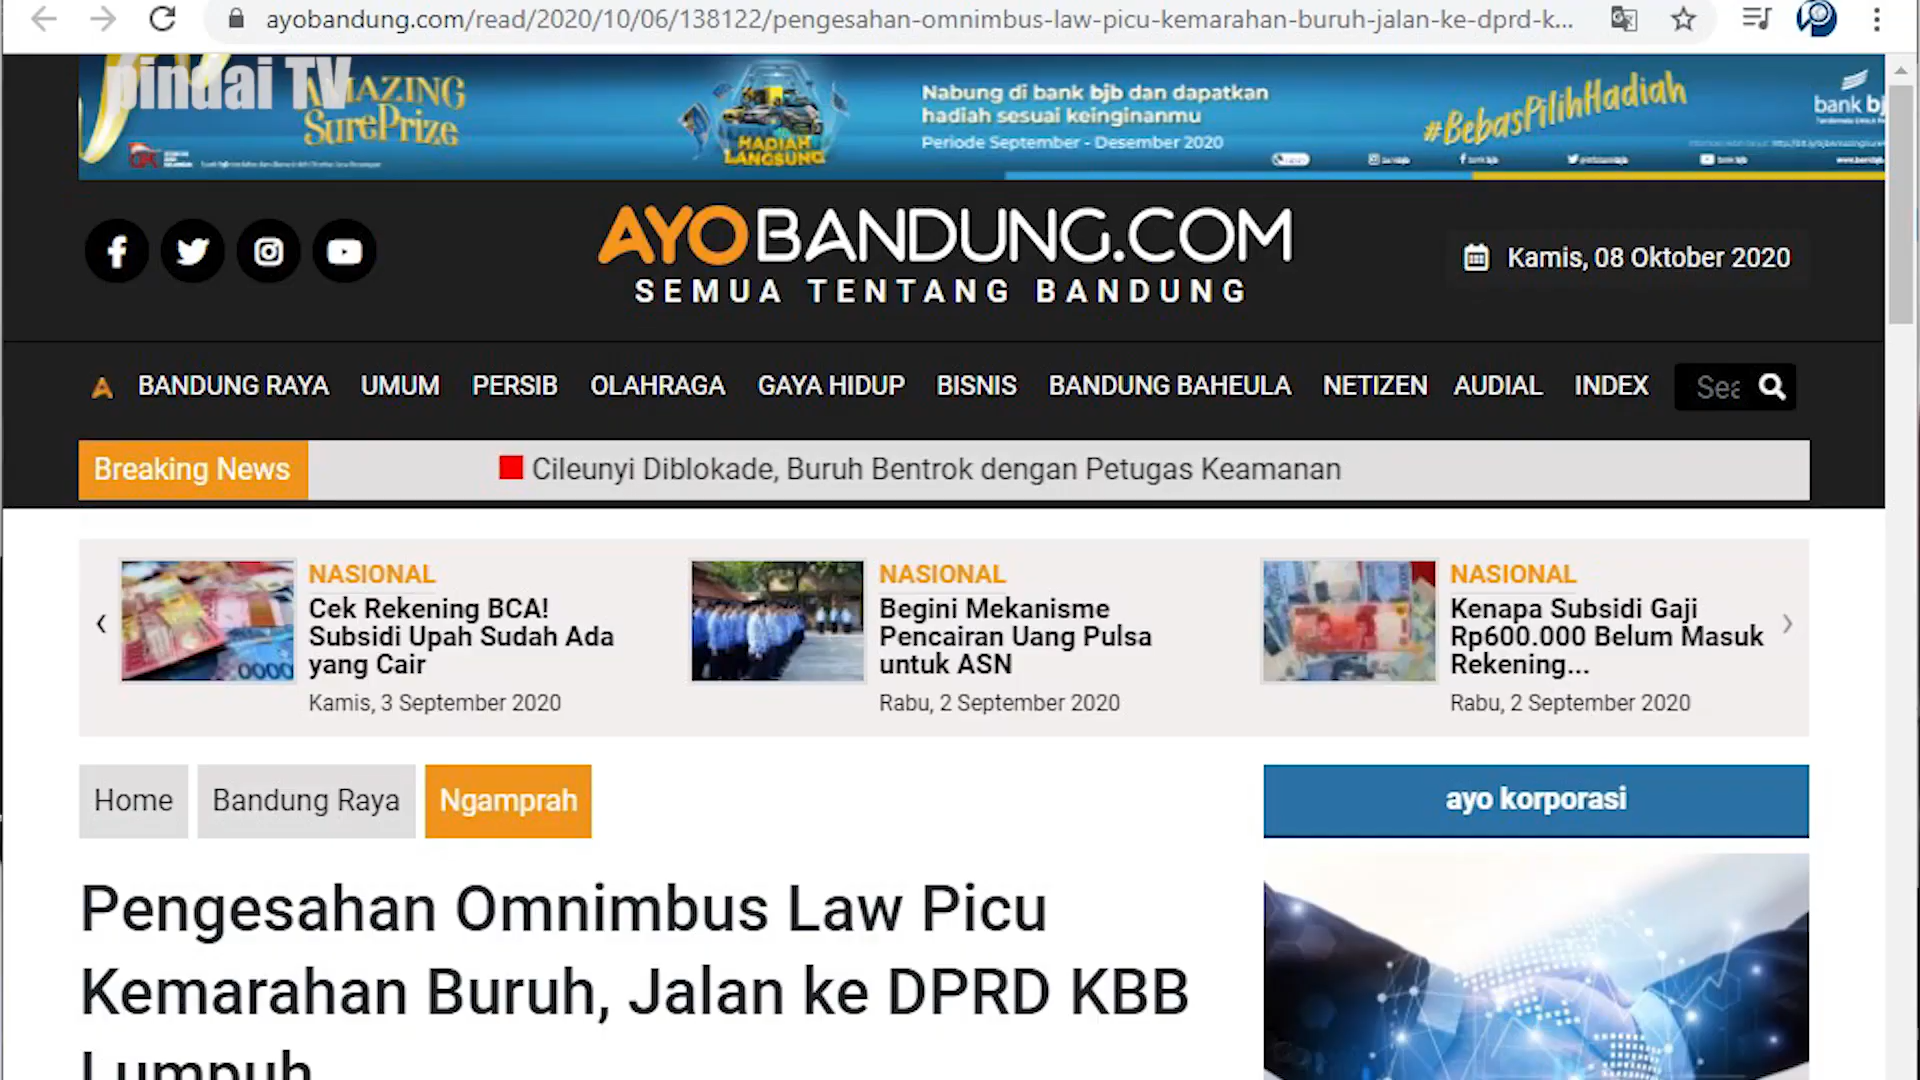 ayobandung.com/read/2020/10/06/138122/pengesahan-omnimbus-law-picu-kemarahan-buruh-jalan-ke-dprd-k...
pindai TV
AMAZING
SurePrize
HADIAH
LANGSUNG
Nabung di bank bjb dan dapatkan
hadiah sesuai keinginanmu
Periode September - Desember 2020
#BebasPilihHadiah
bank bj
AYOBANDUNG.COM
SEMUA TENTANG BANDUNG
Kamis, 08 Oktober 2020
BANDUNG RAYA UMUM PERSIB OLAHRAGA GAYA HIDUP BISNIS BANDUNG BAHEULA NETIZEN AUDIAL INDEX Sea
Breaking News
Cileunyi Diblokade, Buruh Bentrok dengan Petugas Keamanan
NASIONAL
Cek Rekening BCA!
Subsidi Upah Sudah Ada
yang Cair
Kamis, 3 September 2020
NASIONAL
Begini Mekanisme
Pencairan Uang Pulsa
untuk ASN
Rabu, 2 September 2020
NASIONAL
Kenapa Subsidi Gaji
Rp600.000 Belum Masuk
Rekening...
Rabu, 2 September 2020
Home Bandung Raya Ngamprah
ayo korporasi
Pengesahan Omnimbus Law Picu
Kemarahan Buruh, Jalan ke DPRD KBB
Lumpuh